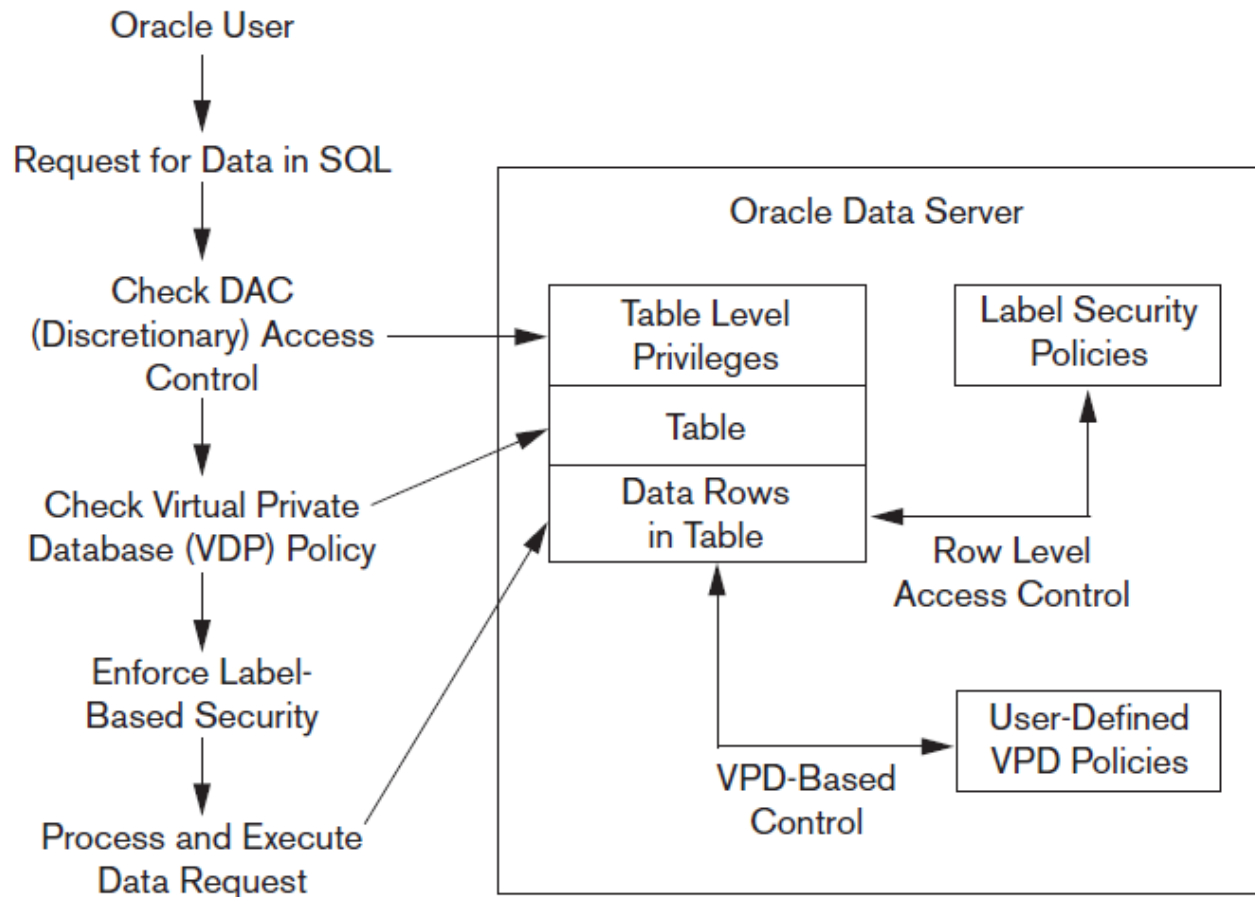 Oracle User
Request for Data in SQL
Check DAC
(Discretionary) Access
Control
Check Virtual Private
Database (VDP) Policy
Enforce Label-
Based Security
Process and Execute
Data Request
Oracle Data Server
Table Level
Privileges
Table
Data Rows
in Table
Label Security
Policies
Row Level
Access Control
User-Defined
VPD Policies
VPD-Based
Control